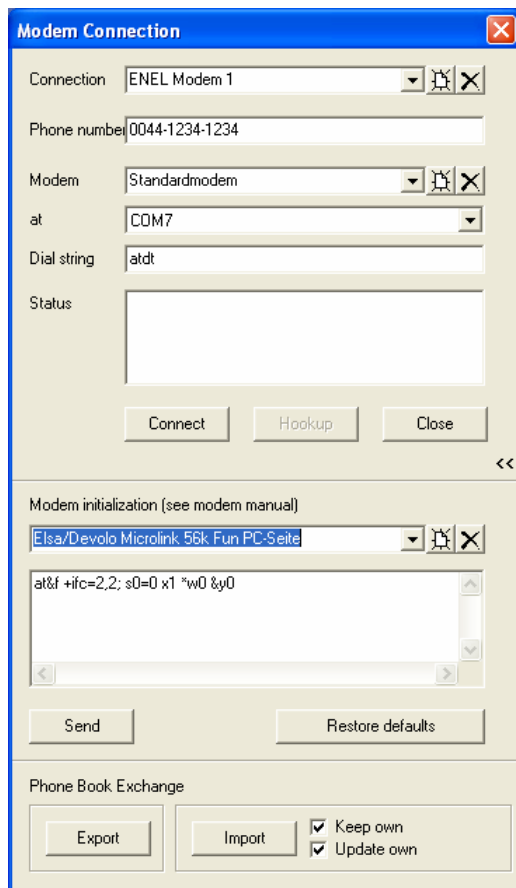 Modem Connection
Connection ENEL Modem 1
Phone number 0044-1234-1234
Modem Standardmodem
at COM7
Dial string atdt
Status
Connect Hookup Close
<<
Modem initialization (see modem manual)
Elsa/Devolo Microlink 56k Fun PC-Seite
at&f +ifc=2,2; s0=0 x1 *w0 &y0
Send Restore defaults
Phone Book Exchange
Export Import Keep own
Update own